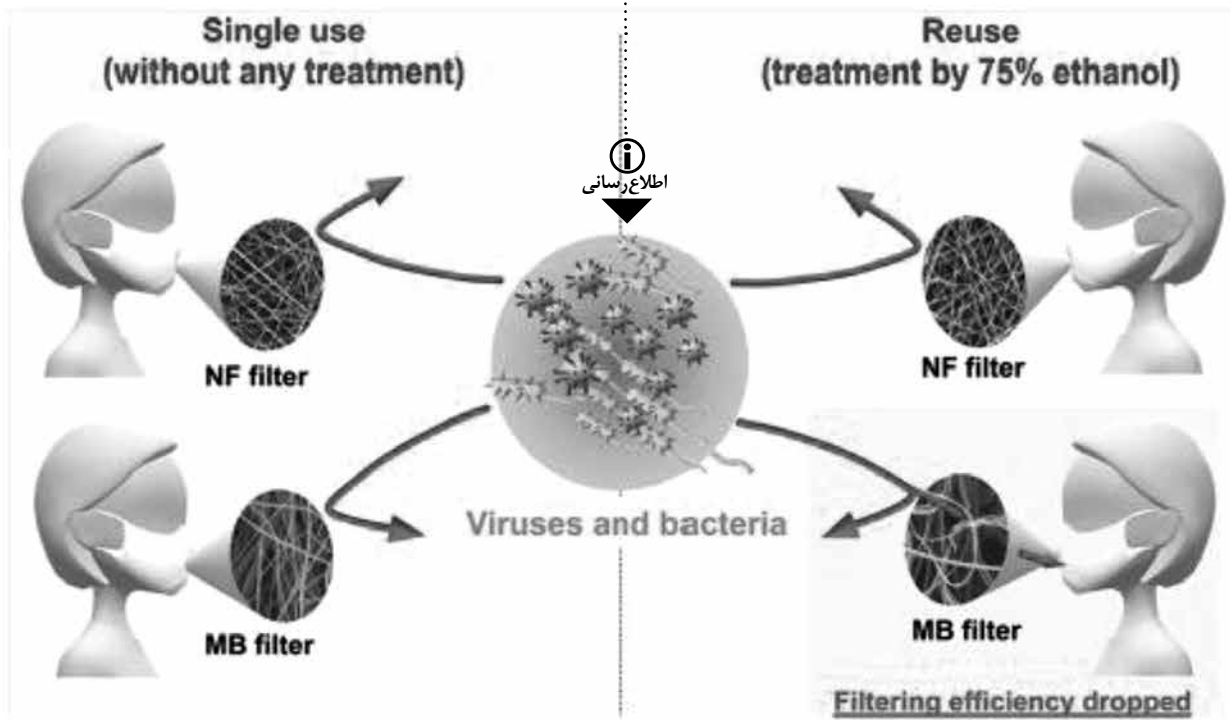 Single use
(without any treatment)
Reuse
(treatment by 75% ethanol)
اطلاع‌رسانی
NF filter
NF filter
Viruses and bacteria
MB filter
MB filter
Filtering efficiency dropped